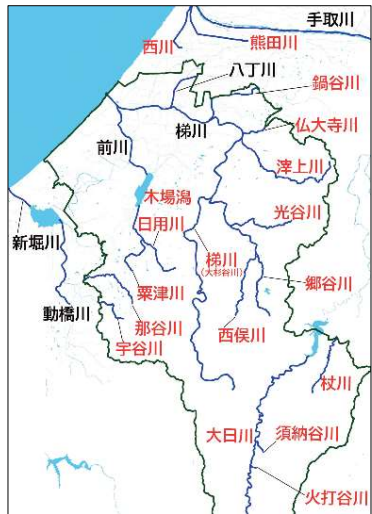 手取川
西川
熊田川
八丁川
鍋谷川
梯川
仏大寺川
前川
滓上川
木場潟
光谷川
日用川
新堀川
梯川
(大杉谷川)
郷谷川
粟津川
動橋川
那谷川
西俣川
宇谷川
杖川
大日川
須納谷川
火打谷川